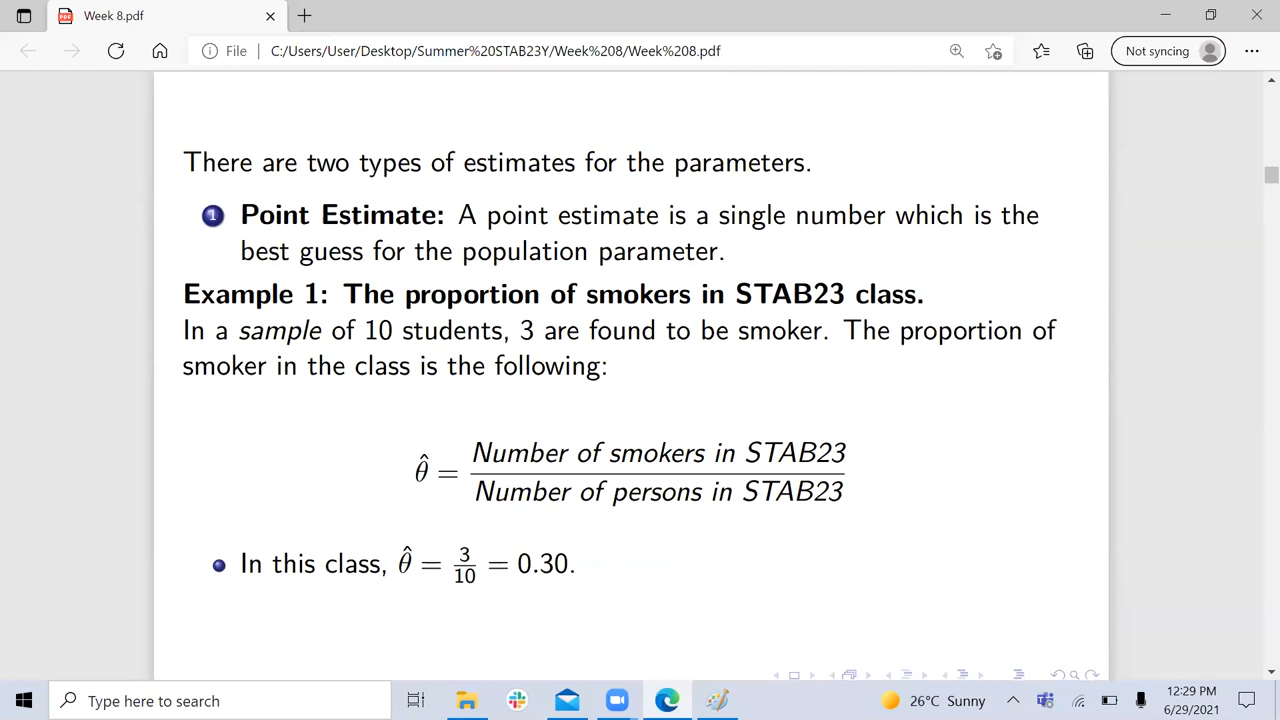 Week 8.pdf
File
C:/Users/User/Desktop/Summer%20STAB23Y/Week%208/Week%208.pdf
Not syncing
There are two types of estimates for the parameters.
1 Point Estimate: A point estimate is a single number which is the
best guess for the population parameter.
Example 1: The proportion of smokers in STAB23 class.
In a sample of 10 students, 3 are found to be smoker. The proportion of
smoker in the class is the following:
θ̂ = Number of smokers in STAB23
Number of persons in STAB23
In this class, θ̂ = 3/10 = 0.30.
Type here to search
26°C Sunny
12:29 PM
6/29/2021